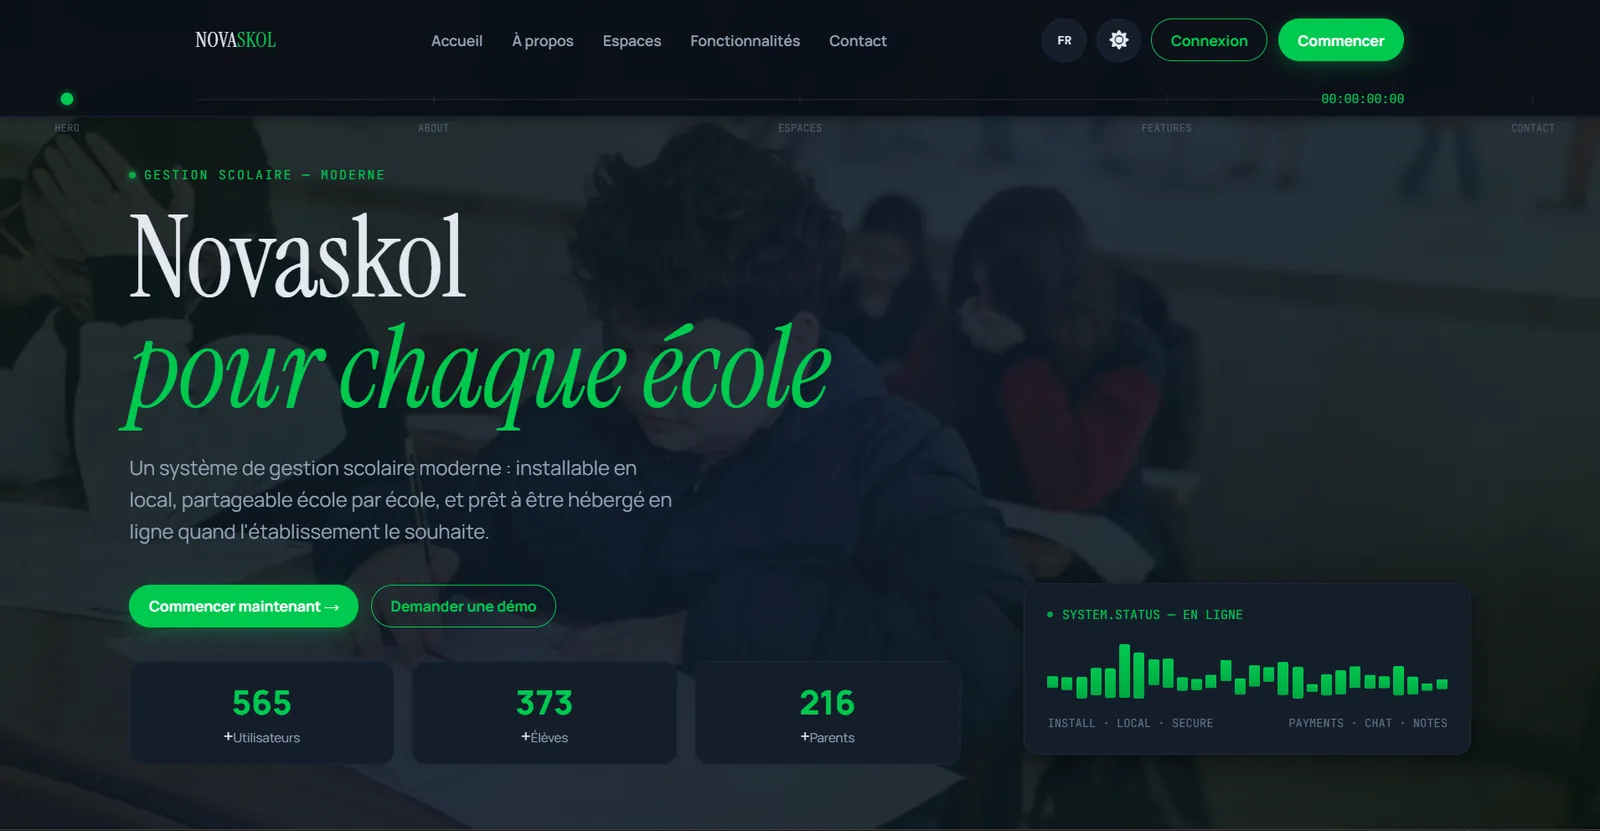 NOVASKOL
Accueil À propos Espaces Fonctionnalités Contact
FR
Connexion
Commencer
00:00:00:00
HERO ABOUT ESPACES FEATURES CONTACT
GESTION SCOLAIRE — MODERNE
Novaskol
pour chaque école
Un système de gestion scolaire moderne : installable en
local, partageable école par école, et prêt à être hébergé en
ligne quand l'établissement le souhaite.
Commencer maintenant →
Demander une démo
565
+Utilisateurs
373
+Élèves
216
+Parents
SYSTEM.STATUS — EN LIGNE
INSTALL · LOCAL · SECURE
PAYMENTS · CHAT · NOTES